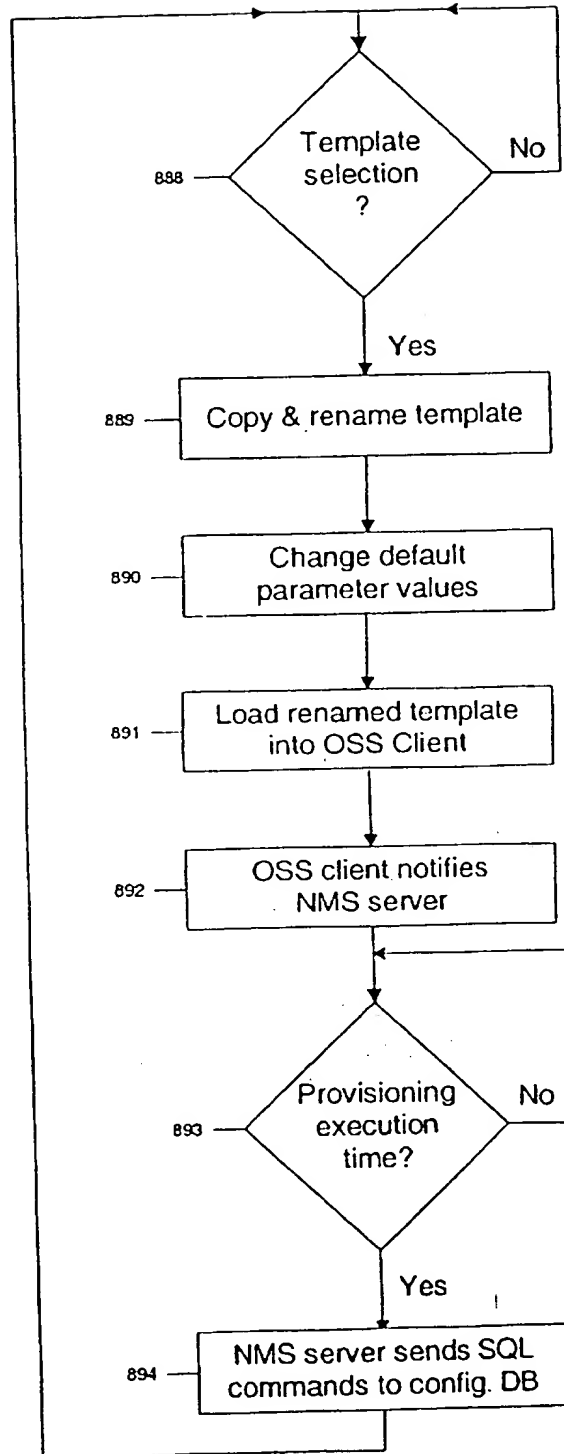 Template
selection
?
No
888
Yes
889
Copy & rename template
890
Change default
parameter values
891
Load renamed template
into OSS Client
892
OSS client notifies
NMS server
893
Provisioning
execution
time?
No
Yes
894
NMS server sends SQL
commands to config. DB